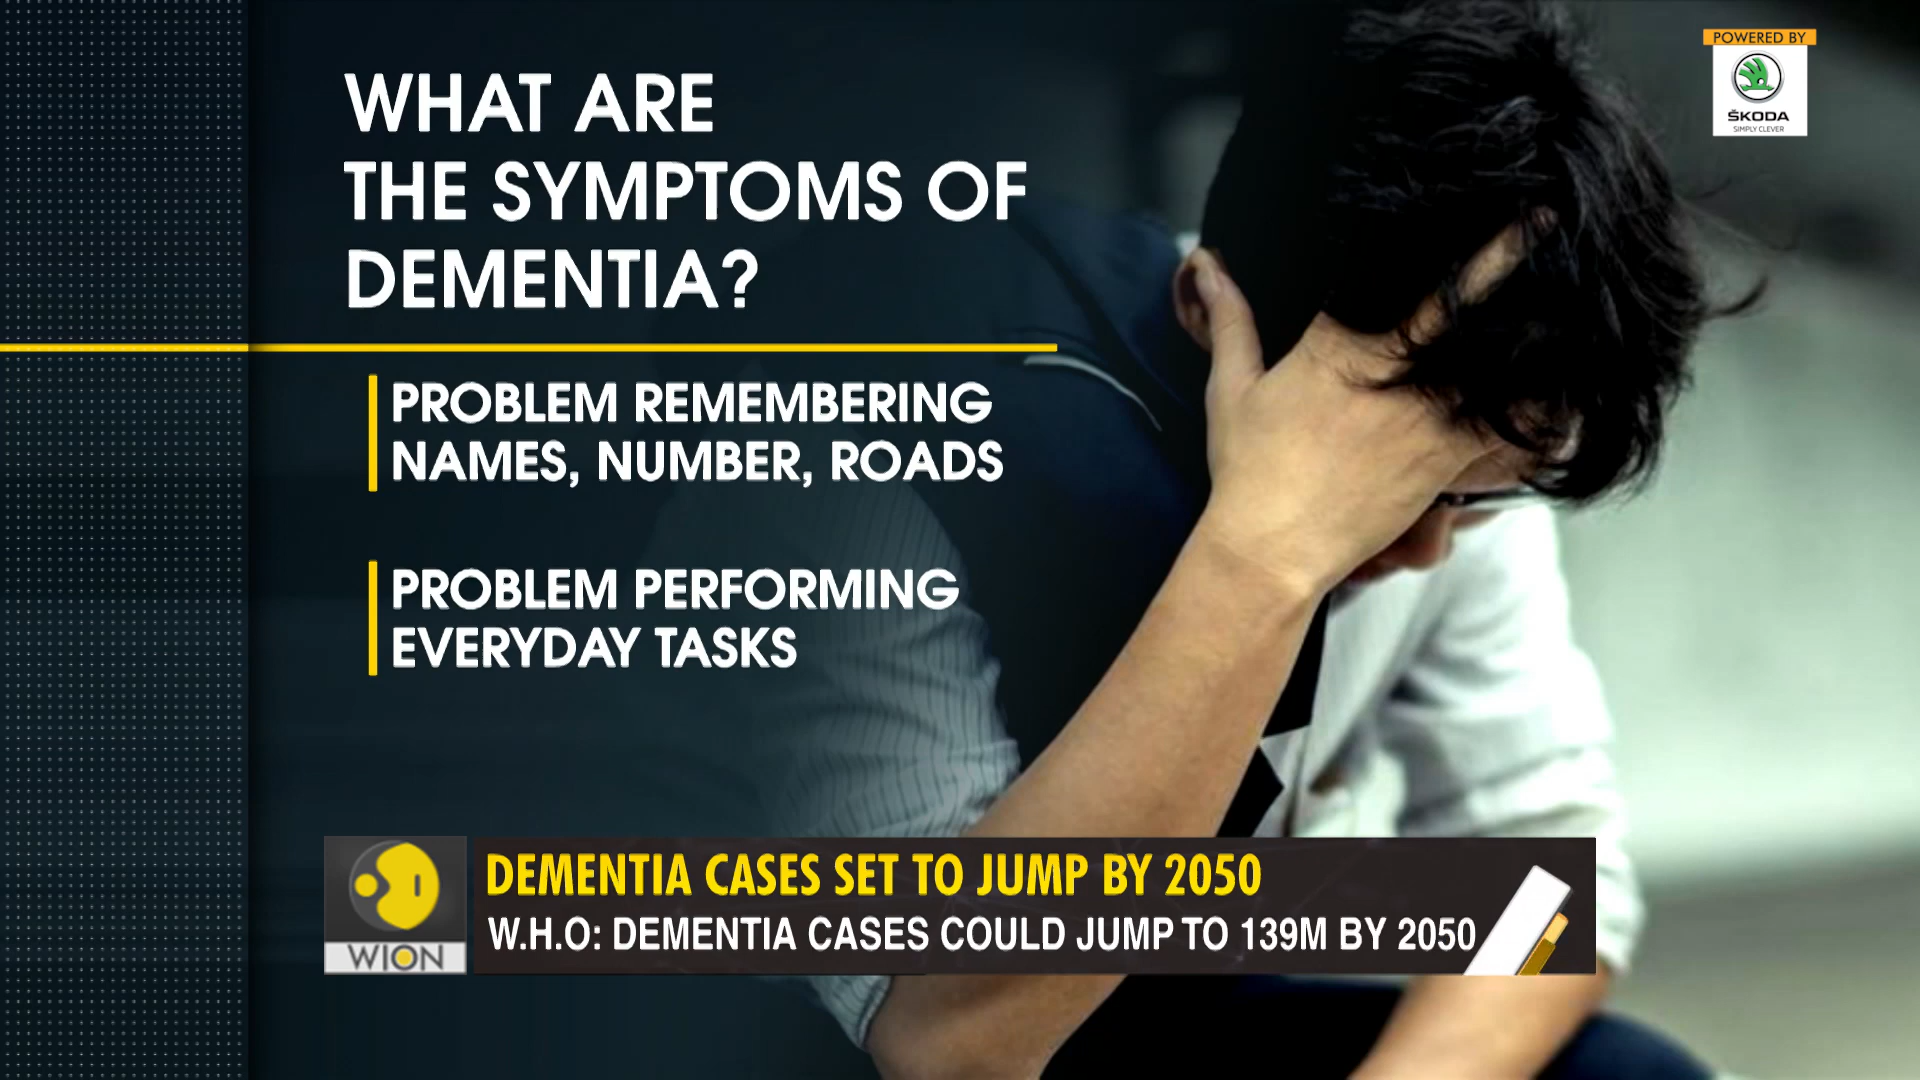 POWERED BY
ŠKODA
SIMPLY CLEVER
WHAT ARE
THE SYMPTOMS OF
DEMENTIA?
PROBLEM REMEMBERING
NAMES, NUMBER, ROADS
PROBLEM PERFORMING
EVERYDAY TASKS
DEMENTIA CASES SET TO JUMP BY 2050
W.H.O: DEMENTIA CASES COULD JUMP TO 139M BY 2050
WION